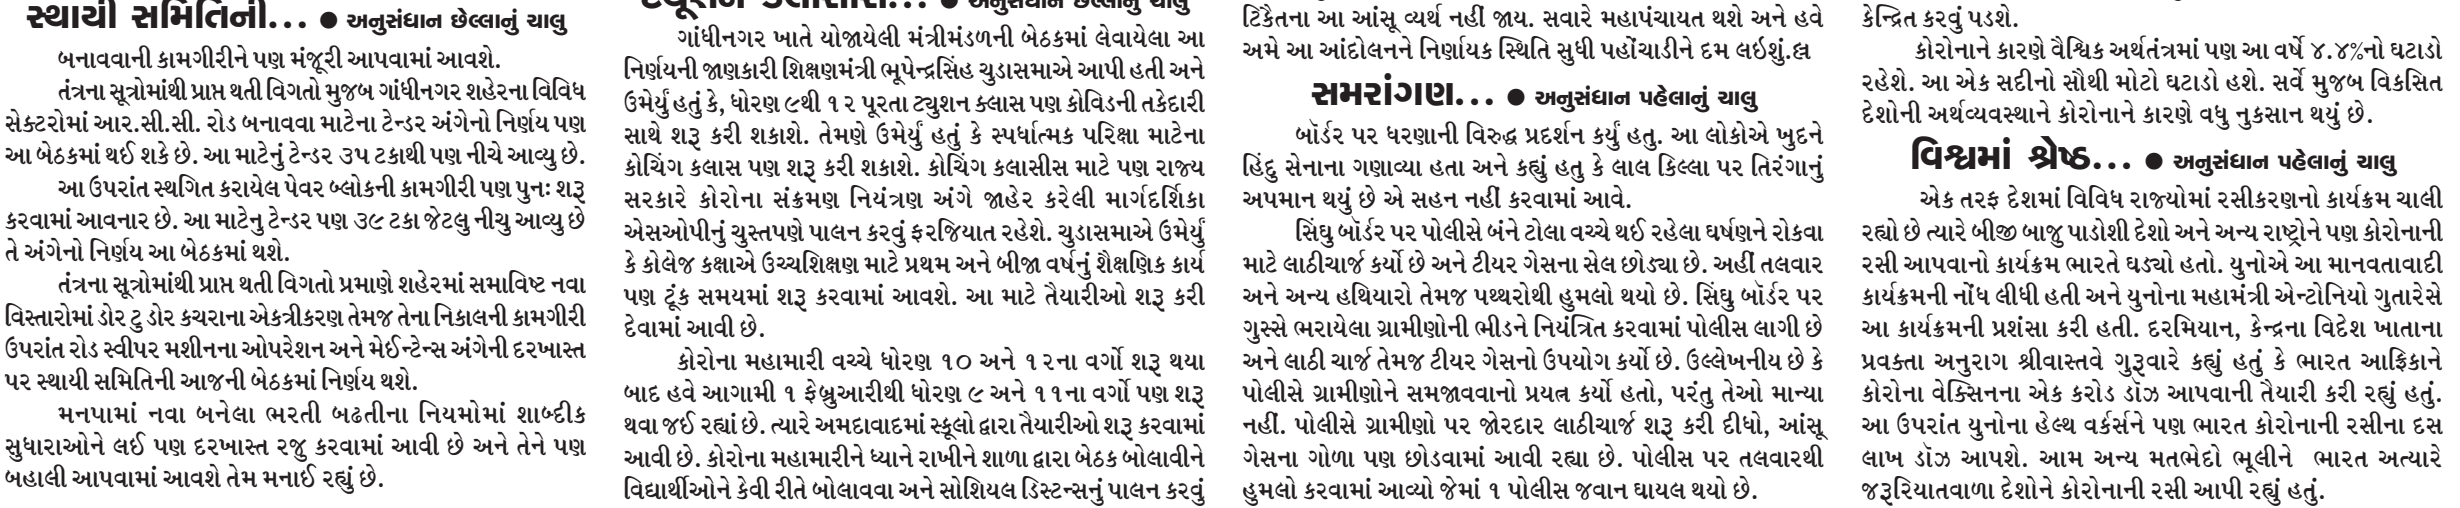 સ્થાયી સમિતિની... ● અનુસંધાન છેલ્લાનું ચાલુ
બનાવવાની કામગીરીને પણ મંજૂરી આપવામાં આવશે.
તંત્રના સૂત્રોમાંથી પ્રાપ્ત થતી વિગતો મુજબ ગાંધીનગર શહેરના વિવિધ
સેક્ટરોમાં આર.સી.સી. રોડ બનાવવા માટેના ટેન્ડર અંગેનો નિર્ણય પણ
આ બેઠકમાં થઈ શકે છે. આ માટેનું ટેન્ડર ૩૫ ટકાથી પણ નીચે આવ્યુ છે.
આ ઉપરાંત સ્થગિત કરાયેલ પેવર બ્લોકની કામગીરી પણ પુનઃ શરૂ
કરવામાં આવનાર છે. આ માટેનુ ટેન્ડર પણ ૩૯ ટકા જેટલુ નીચુ આવ્યુ છે
તે અંગેનો નિર્ણય આ બેઠકમાં થશે.
તંત્રના સૂત્રોમાંથી પ્રાપ્ત થતી વિગતો પ્રમાણે શહેરમાં સમાવિષ્ટ નવા
વિસ્તારોમાં ડોર ટુ ડોર કચરાના એકત્રીકરણ તેમજ તેના નિકાલની કામગીરી
ઉપરાંત રોડ સ્વીપર મશીનના ઓપરેશન અને મેઈન્ટેન્સ અંગેની દરખાસ્ત
પર સ્થાયી સમિતિની આજની બેઠકમાં નિર્ણય થશે.
મનપામાં નવા બનેલા ભરતી બઢતીના નિયમોમાં શાબ્દીક
સુધારાઓને લઈ પણ દરખાસ્ત રજુ કરવામાં આવી છે અને તેને પણ
બહાલી આપવામાં આવશે તેમ મનાઈ રહ્યું છે.
ટ્યૂશન ક્લાસીસ... ● અનુસંધાન છેલ્લાનું ચાલુ
ગાંધીનગર ખાતે યોજાયેલી મંત્રીમંડળની બેઠકમાં લેવાયેલા આ
નિર્ણયની જાણકારી શિક્ષણમંત્રી ભૂપેન્દ્રસિંહ ચુડાસમાએ આપી હતી અને
ઉમેર્યું હતું કે, ધોરણ ૯થી ૧૨ પૂરતા ટ્યુશન ક્લાસ પણ કોવિડની તકેદારી
સાથે શરૂ કરી શકાશે. તેમણે ઉમેર્યું હતું કે સ્પર્ધાત્મક પરિક્ષા માટેના
કોચિંગ કલાસ પણ શરૂ કરી શકાશે. કોચિંગ કલાસીસ માટે પણ રાજ્ય
સરકારે કોરોના સંક્રમણ નિયંત્રણ અંગે જાહેર કરેલી માર્ગદર્શિકા
એસઓપીનું ચુસ્તપણે પાલન કરવું ફરજિયાત રહેશે. ચુડાસમાએ ઉમેર્યું
કે કોલેજ કક્ષાએ ઉચ્ચશિક્ષણ માટે પ્રથમ અને બીજા વર્ષનું શૈક્ષણિક કાર્ય
પણ ટૂંક સમયમાં શરૂ કરવામાં આવશે. આ માટે તૈયારીઓ શરૂ કરી
દેવામાં આવી છે.
કોરોના મહામારી વચ્ચે ધોરણ ૧૦ અને ૧૨ના વર્ગો શરૂ થયા
બાદ હવે આગામી ૧ ફેબ્રુઆરીથી ધોરણ ૯ અને ૧૧ના વર્ગો પણ શરૂ
થવા જઈ રહ્યાં છે. ત્યારે અમદાવાદમાં સ્કૂલો દ્વારા તૈયારીઓ શરૂ કરવામાં
આવી છે. કોરોના મહામારીને ધ્યાને રાખીને શાળા દ્વારા બેઠક બોલાવીને
વિદ્યાર્થીઓને કેવી રીતે બોલાવવા અને સોશિયલ ડિસ્ટન્સનું પાલન કરવું
ટિકૈતના આ આંસૂ વ્યર્થ નહીં જાય. સવારે મહાપંચાયત થશે અને હવે
અમે આ આંદોલનને નિર્ણાયક સ્થિતિ સુધી પહોંચાડીને દમ લઇશું.હ્લ
સમરાંગણ... ● અનુસંધાન પહેલાનું ચાલુ
બૉર્ડર પર ધરણાની વિરુદ્ધ પ્રદર્શન કર્યું હતુ. આ લોકોએ ખુદને
હિંદુ સેનાના ગણાવ્યા હતા અને કહ્યું હતુ કે લાલ કિલ્લા પર તિરંગાનું
અપમાન થયું છે એ સહન નહીં કરવામાં આવે.
સિંઘુ બૉર્ડર પર પોલીસે બંને ટોલા વચ્ચે થઈ રહેલા ઘર્ષણને રોકવા
માટે લાઠીચાર્જ કર્યો છે અને ટીયર ગેસના સેલ છોડ્યા છે. અહીં તલવાર
અને અન્ય હથિયારો તેમજ પથ્થરોથી હુમલો થયો છે. સિંઘુ બૉર્ડર પર
ગુસ્સે ભરાયેલા ગ્રામીણોની ભીડને નિયંત્રિત કરવામાં પોલીસ લાગી છે
અને લાઠી ચાર્જ તેમજ ટીયર ગેસનો ઉપયોગ કર્યો છે. ઉલ્લેખનીય છે કે
પોલીસે ગ્રામીણોને સમજાવવાનો પ્રયત્ન કર્યો હતો, પરંતુ તેઓ માન્યા
નહીં. પોલીસે ગ્રામીણો પર જોરદાર લાઠીચાર્જ શરૂ કરી દીધો, આંસૂ
ગેસના ગોળા પણ છોડવામાં આવી રહ્યા છે. પોલીસ પર તલવારથી
હુમલો કરવામાં આવ્યો જેમાં ૧ પોલીસ જવાન ઘાયલ થયો છે.
કેન્દ્રિત કરવું પડશે.
કોરોનાને કારણે વૈશ્વિક અર્થતંત્રમાં પણ આ વર્ષે ૪.૪%નો ઘટાડો
રહેશે. આ એક સદીનો સૌથી મોટો ઘટાડો હશે. સર્વે મુજબ વિકસિત
દેશોની અર્થવ્યવસ્થાને કોરોનાને કારણે વધુ નુકસાન થયું છે.
વિશ્વમાં શ્રેષ્ઠ... ● અનુસંધાન પહેલાનું ચાલુ
એક તરફ દેશમાં વિવિધ રાજ્યોમાં રસીકરણનો કાર્યક્રમ ચાલી
રહ્યો છે ત્યારે બીજી બાજુ પાડોશી દેશો અને અન્ય રાષ્ટ્રોને પણ કોરોનાની
રસી આપવાનો કાર્યક્રમ ભારતે ઘડ્યો હતો. યુનોએ આ માનવતાવાદી
કાર્યક્રમની નોંધ લીધી હતી અને યુનોના મહામંત્રી એન્ટોનિયો ગુતારેસે
આ કાર્યક્રમની પ્રશંસા કરી હતી. દરમિયાન, કેન્દ્રના વિદેશ ખાતાના
પ્રવક્તા અનુરાગ શ્રીવાસ્તવે ગુરૂવારે કહ્યું હતું કે ભારત આફ્રિકાને
કોરોના વેક્સિનના એક કરોડ ડૉઝ આપવાની તૈયારી કરી રહ્યું હતું.
આ ઉપરાંત યુનોના હેલ્થ વર્કર્સને પણ ભારત કોરોનાની રસીના દસ
લાખ ડૉઝ આપશે. આમ અન્ય મતભેદો ભૂલીને ભારત અત્યારે
જરૂરિયાતવાળા દેશોને કોરોનાની રસી આપી રહ્યું હતું.